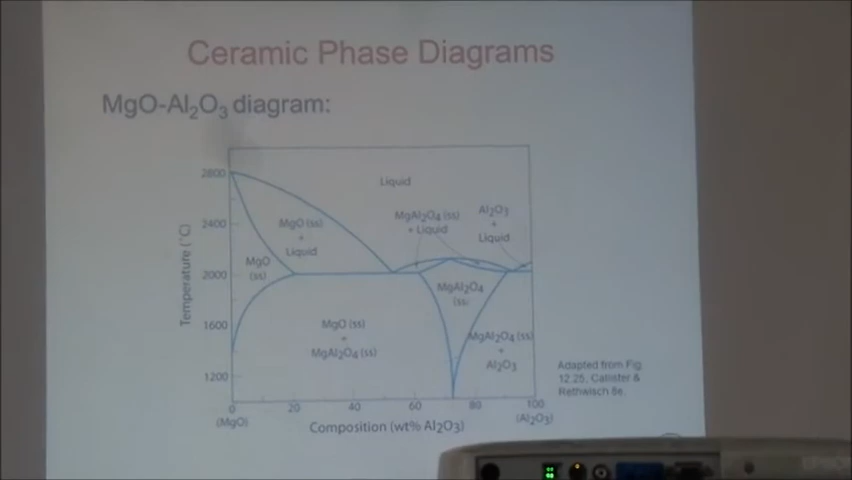 Ceramic Phase Diagrams
MgO-Al2O3 diagram:
2800
2400
2000
1600
1200
Temperature (°C)
Liquid
MgO (ss)
+
Liquid
MgAl2O4 (ss)
+ Liquid
Al2O3
+
Liquid
MgO
(ss)
MgAl2O4
(ss)
MgO (ss)
+
MgAl2O4 (ss)
MgAl2O4 (ss)
+
Al2O3
0
20
40
60
80
100
(MgO)
(Al2O3)
Composition (wt% Al2O3)
Adapted from Fig.
12.25, Callister &
Rethwisch 8e.